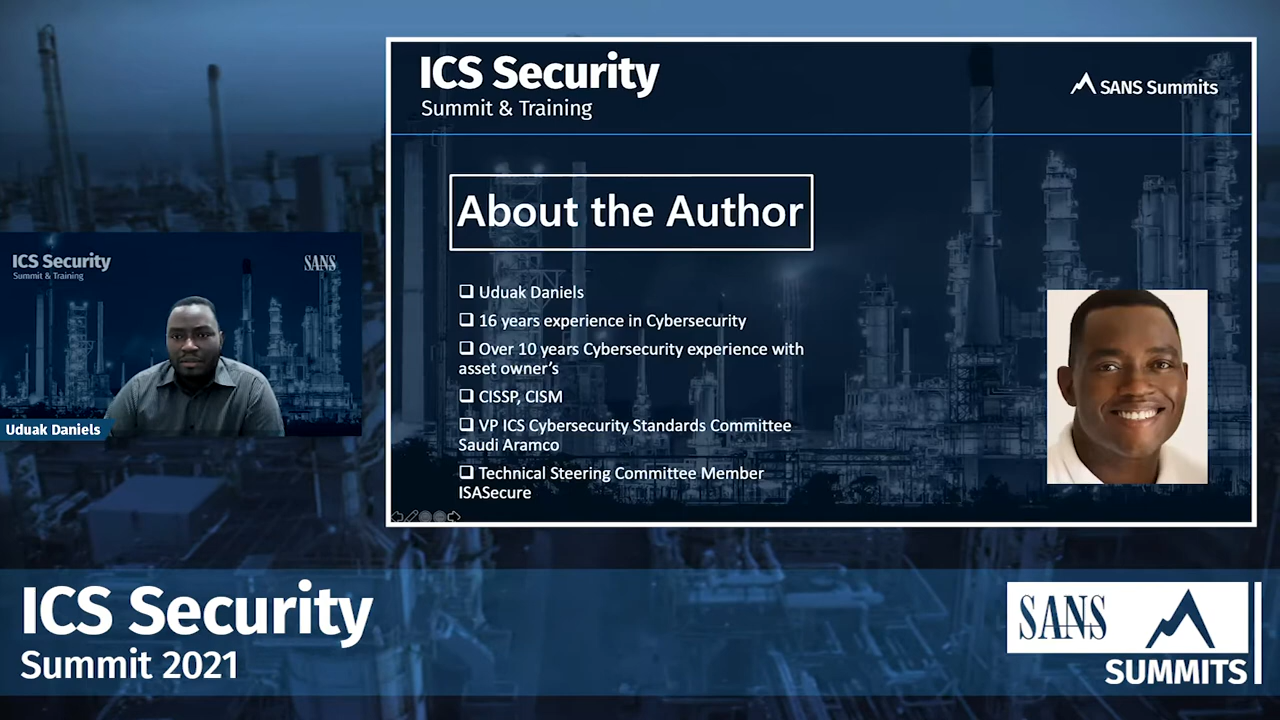 ICS Security
Summit & Training
SANS Summits
About the Author
❑ Uduak Daniels
❑ 16 years experience in Cybersecurity
❑ Over 10 years Cybersecurity experience with
asset owner's
❑ CISSP, CISM
❑ VP ICS Cybersecurity Standards Committee
Saudi Aramco
❑ Technical Steering Committee Member
ISASecure
ICS Security
Summit & Training
SANS
Uduak Daniels
ICS Security
Summit 2021
SANS
SUMMITS